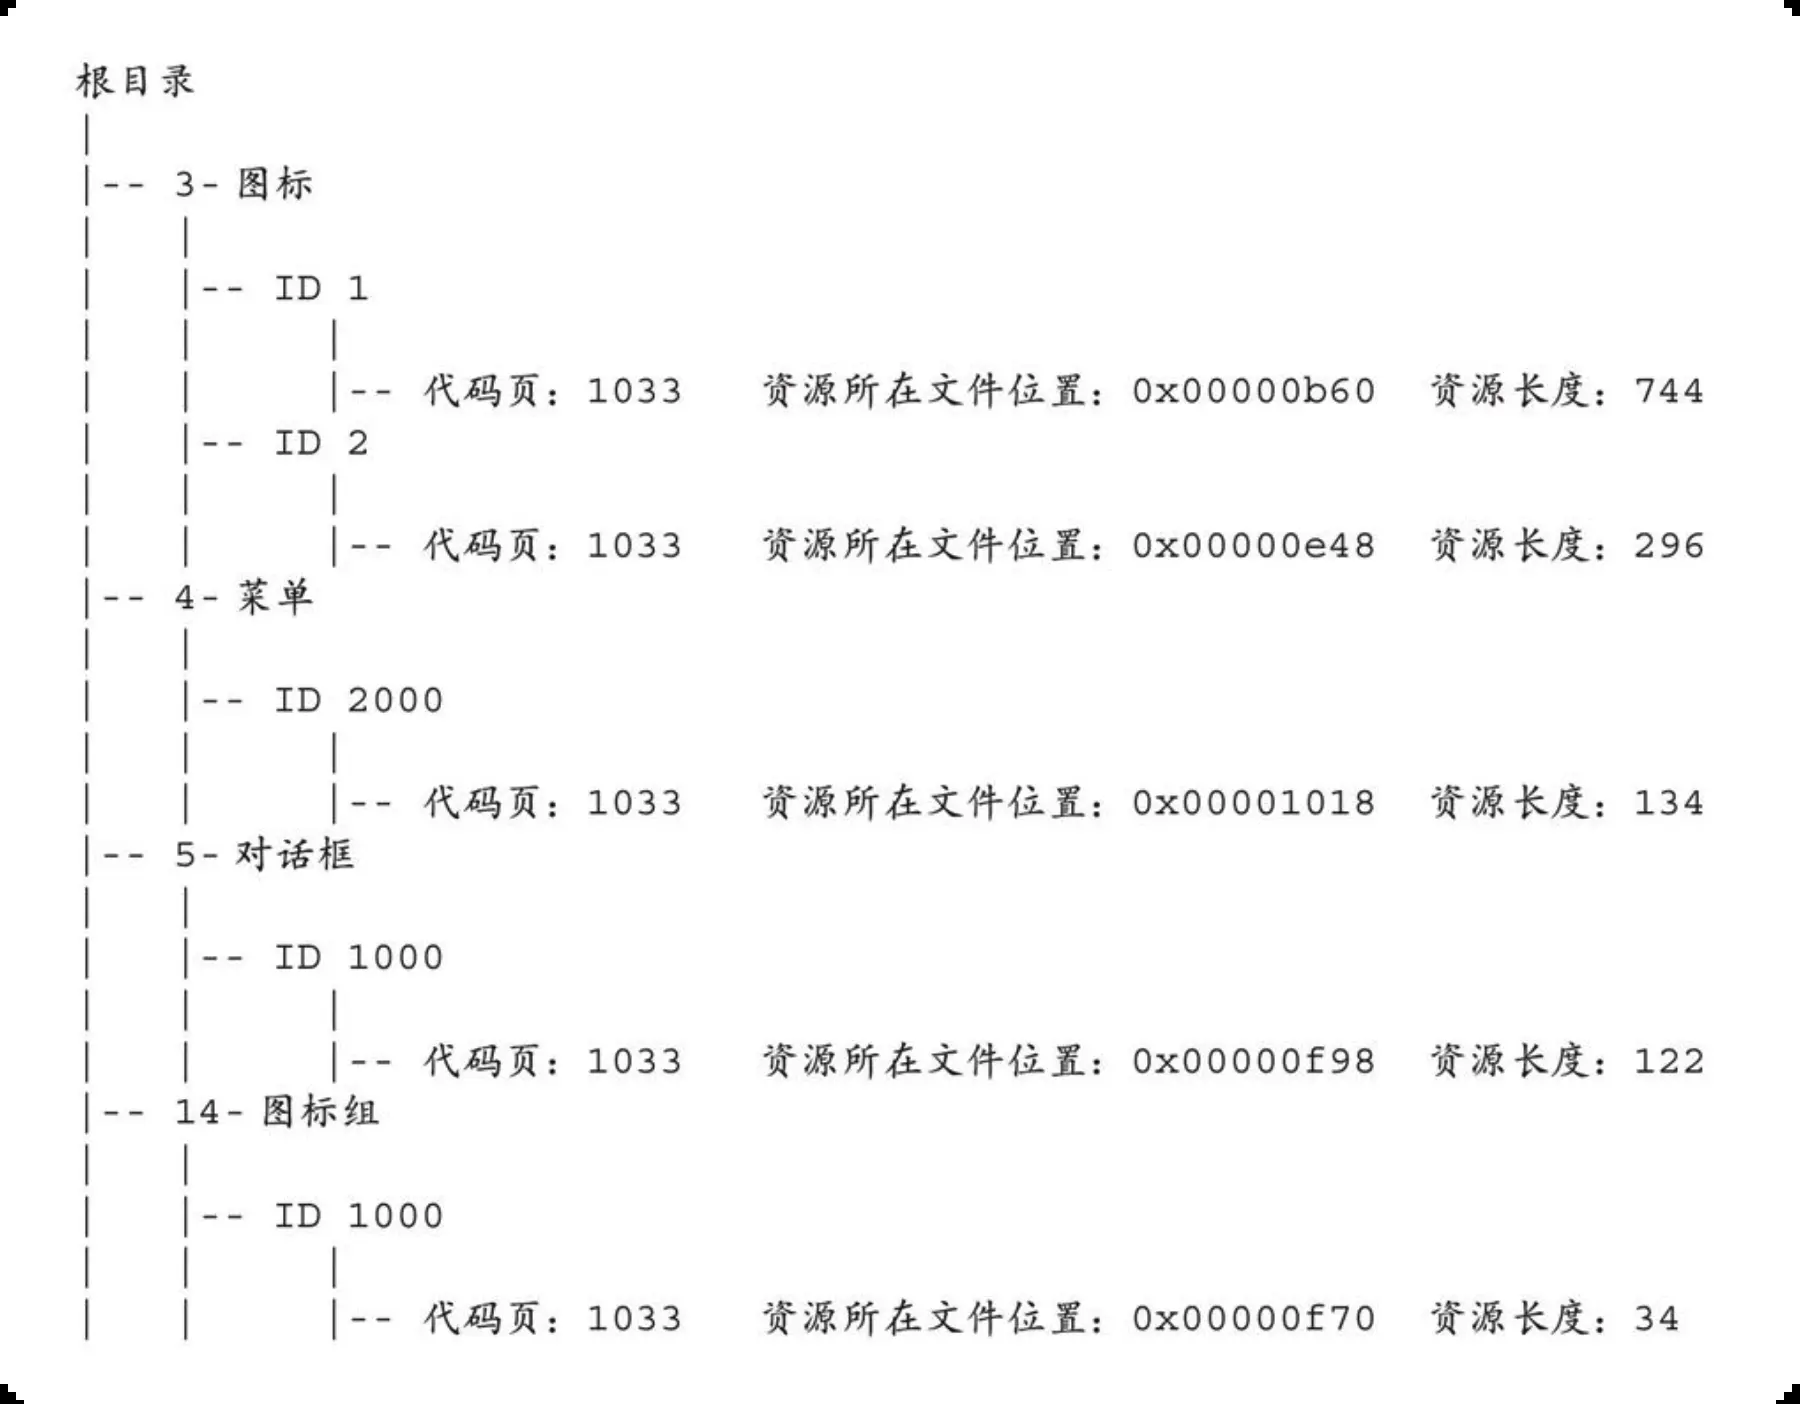 根目录
|
|-- 3-图标
|   |
|   |-- ID 1
|   |     |
|   |     |-- 代码页：1033   资源所在文件位置：0x00000b60  资源长度：744
|   |-- ID 2
|   |     |
|   |     |-- 代码页：1033   资源所在文件位置：0x00000e48  资源长度：296
|-- 4-菜单
|   |
|   |-- ID 2000
|   |     |
|   |     |-- 代码页：1033   资源所在文件位置：0x00001018  资源长度：134
|-- 5-对话框
|   |
|   |-- ID 1000
|   |     |
|   |     |-- 代码页：1033   资源所在文件位置：0x00000f98  资源长度：122
|-- 14-图标组
|   |
|   |-- ID 1000
|   |     |
|   |     |-- 代码页：1033   资源所在文件位置：0x00000f70  资源长度：34